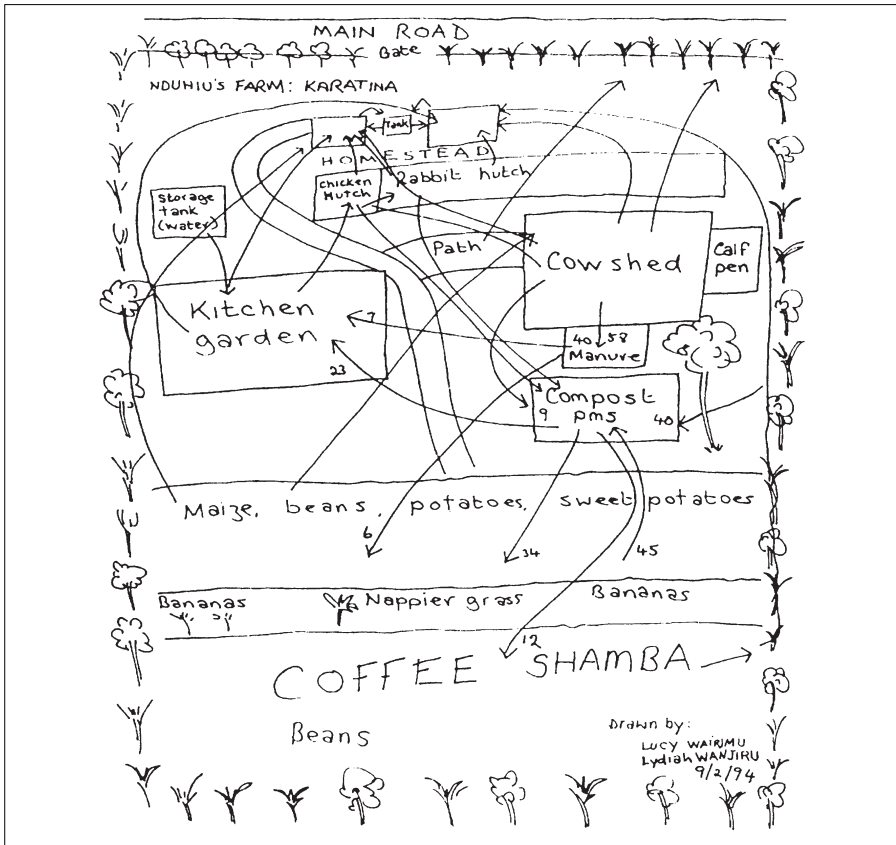 MAIN ROAD
Gate
NDUHIU'S FARM: KARATINA
Tank
HOMESTEAD
Chicken
Hutch
Rabbit hutch
Storage
tank
(water)
Path
Cowshed
Calf
pen
Kitchen
garden
7
23
40 58
Manure
Compost
pms
9
40
Maize, beans, potatoes, sweet potatoes
6
34
45
Bananas
Nappier grass
Bananas
12
COFFEE SHAMBA
Beans
Drawn by:
LUCY WAIRIMU
Lydiah WANJIRU
9/2/94